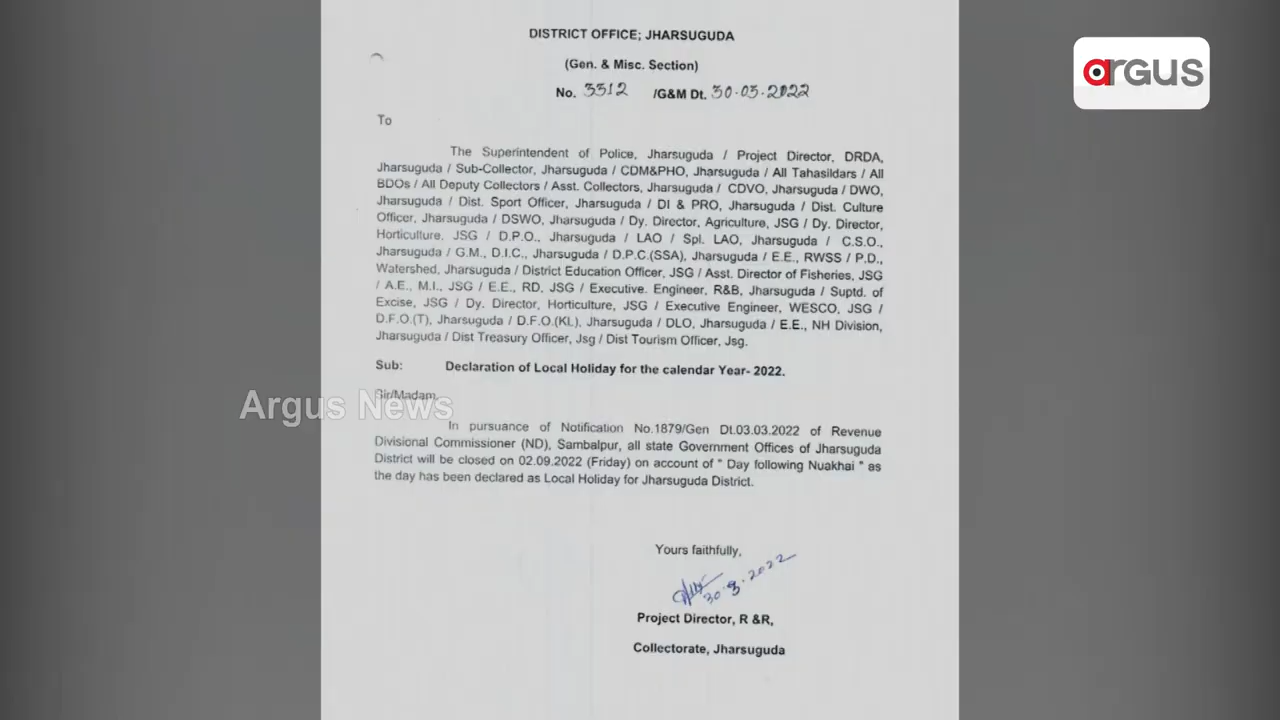 DISTRICT OFFICE; JHARSUGUDA
argus
(Gen. & Misc. Section)
No. 3312 /G&M Dt. 30.03.2022
To
The Superintendent of Police, Jharsuguda / Project Director, DRDA,
Jharsuguda / Sub-Collector, Jharsuguda / CDM&PHO, Jharsuguda / All Tahasildars / All
BDOs / All Deputy Collectors / Asst. Collectors, Jharsuguda / CDVO, Jharsuguda / DWO,
Jharsuguda / Dist. Sport Officer, Jharsuguda / DI & PRO, Jharsuguda / Dist. Culture
Officer, Jharsuguda / DSWO, Jharsuguda / Dy. Director, Agriculture, JSG / Dy. Director,
Horticulture, JSG / D.P.O., Jharsuguda / LAO / Spl. LAO, Jharsuguda / C.S.O.,
Jharsuguda / G.M., D.I.C., Jharsuguda / D.P.C.(SSA), Jharsuguda / E.E., RWSS / P.D.,
Watershed, Jharsuguda / District Education Officer, JSG / Asst. Director of Fisheries, JSG
/ A.E., M.I., JSG / E.E., RD, JSG / Executive. Engineer, R&B, Jharsuguda / Suptd. of
Excise, JSG / Dy. Director, Horticulture, JSG / Executive Engineer, WESCO, JSG /
D.F.O.(T), Jharsuguda / D.F.O.(KL), Jharsuguda / DLO, Jharsuguda / E.E., NH Division,
Jharsuguda / Dist Treasury Officer, Jsg / Dist Tourism Officer, Jsg.
Sub: Declaration of Local Holiday for the calendar Year- 2022.
Sir/Madam,
Argus News
In pursuance of Notification No.1879/Gen Dt.03.03.2022 of Revenue
Divisional Commissioner (ND), Sambalpur, all state Government Offices of Jharsuguda
District will be closed on 02.09.2022 (Friday) on account of " Day following Nuakhai " as
the day has been declared as Local Holiday for Jharsuguda District.
Yours faithfully,
30.3.2022
Project Director, R &R,
Collectorate, Jharsuguda